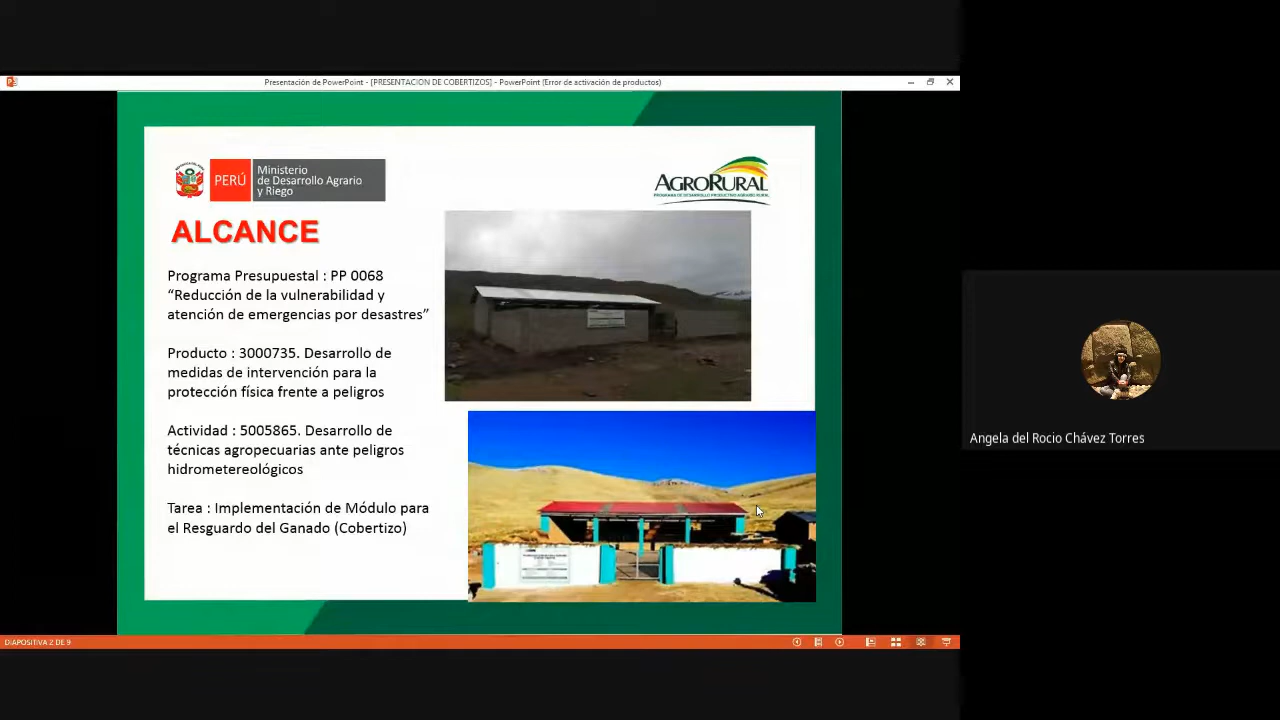 Presentación de PowerPoint - [PRESENTACION DE COBERTIZOS] - PowerPoint (Error de activación de productos)
PERÚ
Ministerio
de Desarrollo Agrario
y Riego
AGRORURAL
PROGRAMA DE DESARROLLO PRODUCTIVO AGRARIO RURAL
ALCANCE
Programa Presupuestal : PP 0068
“Reducción de la vulnerabilidad y
atención de emergencias por desastres”
Producto : 3000735. Desarrollo de
medidas de intervención para la
protección física frente a peligros
Actividad : 5005865. Desarrollo de
técnicas agropecuarias ante peligros
hidrometereológicos
Tarea : Implementación de Módulo para
el Resguardo del Ganado (Cobertizo)
Angela del Rocio Chávez Torres
DIAPOSITIVA 2 DE 9